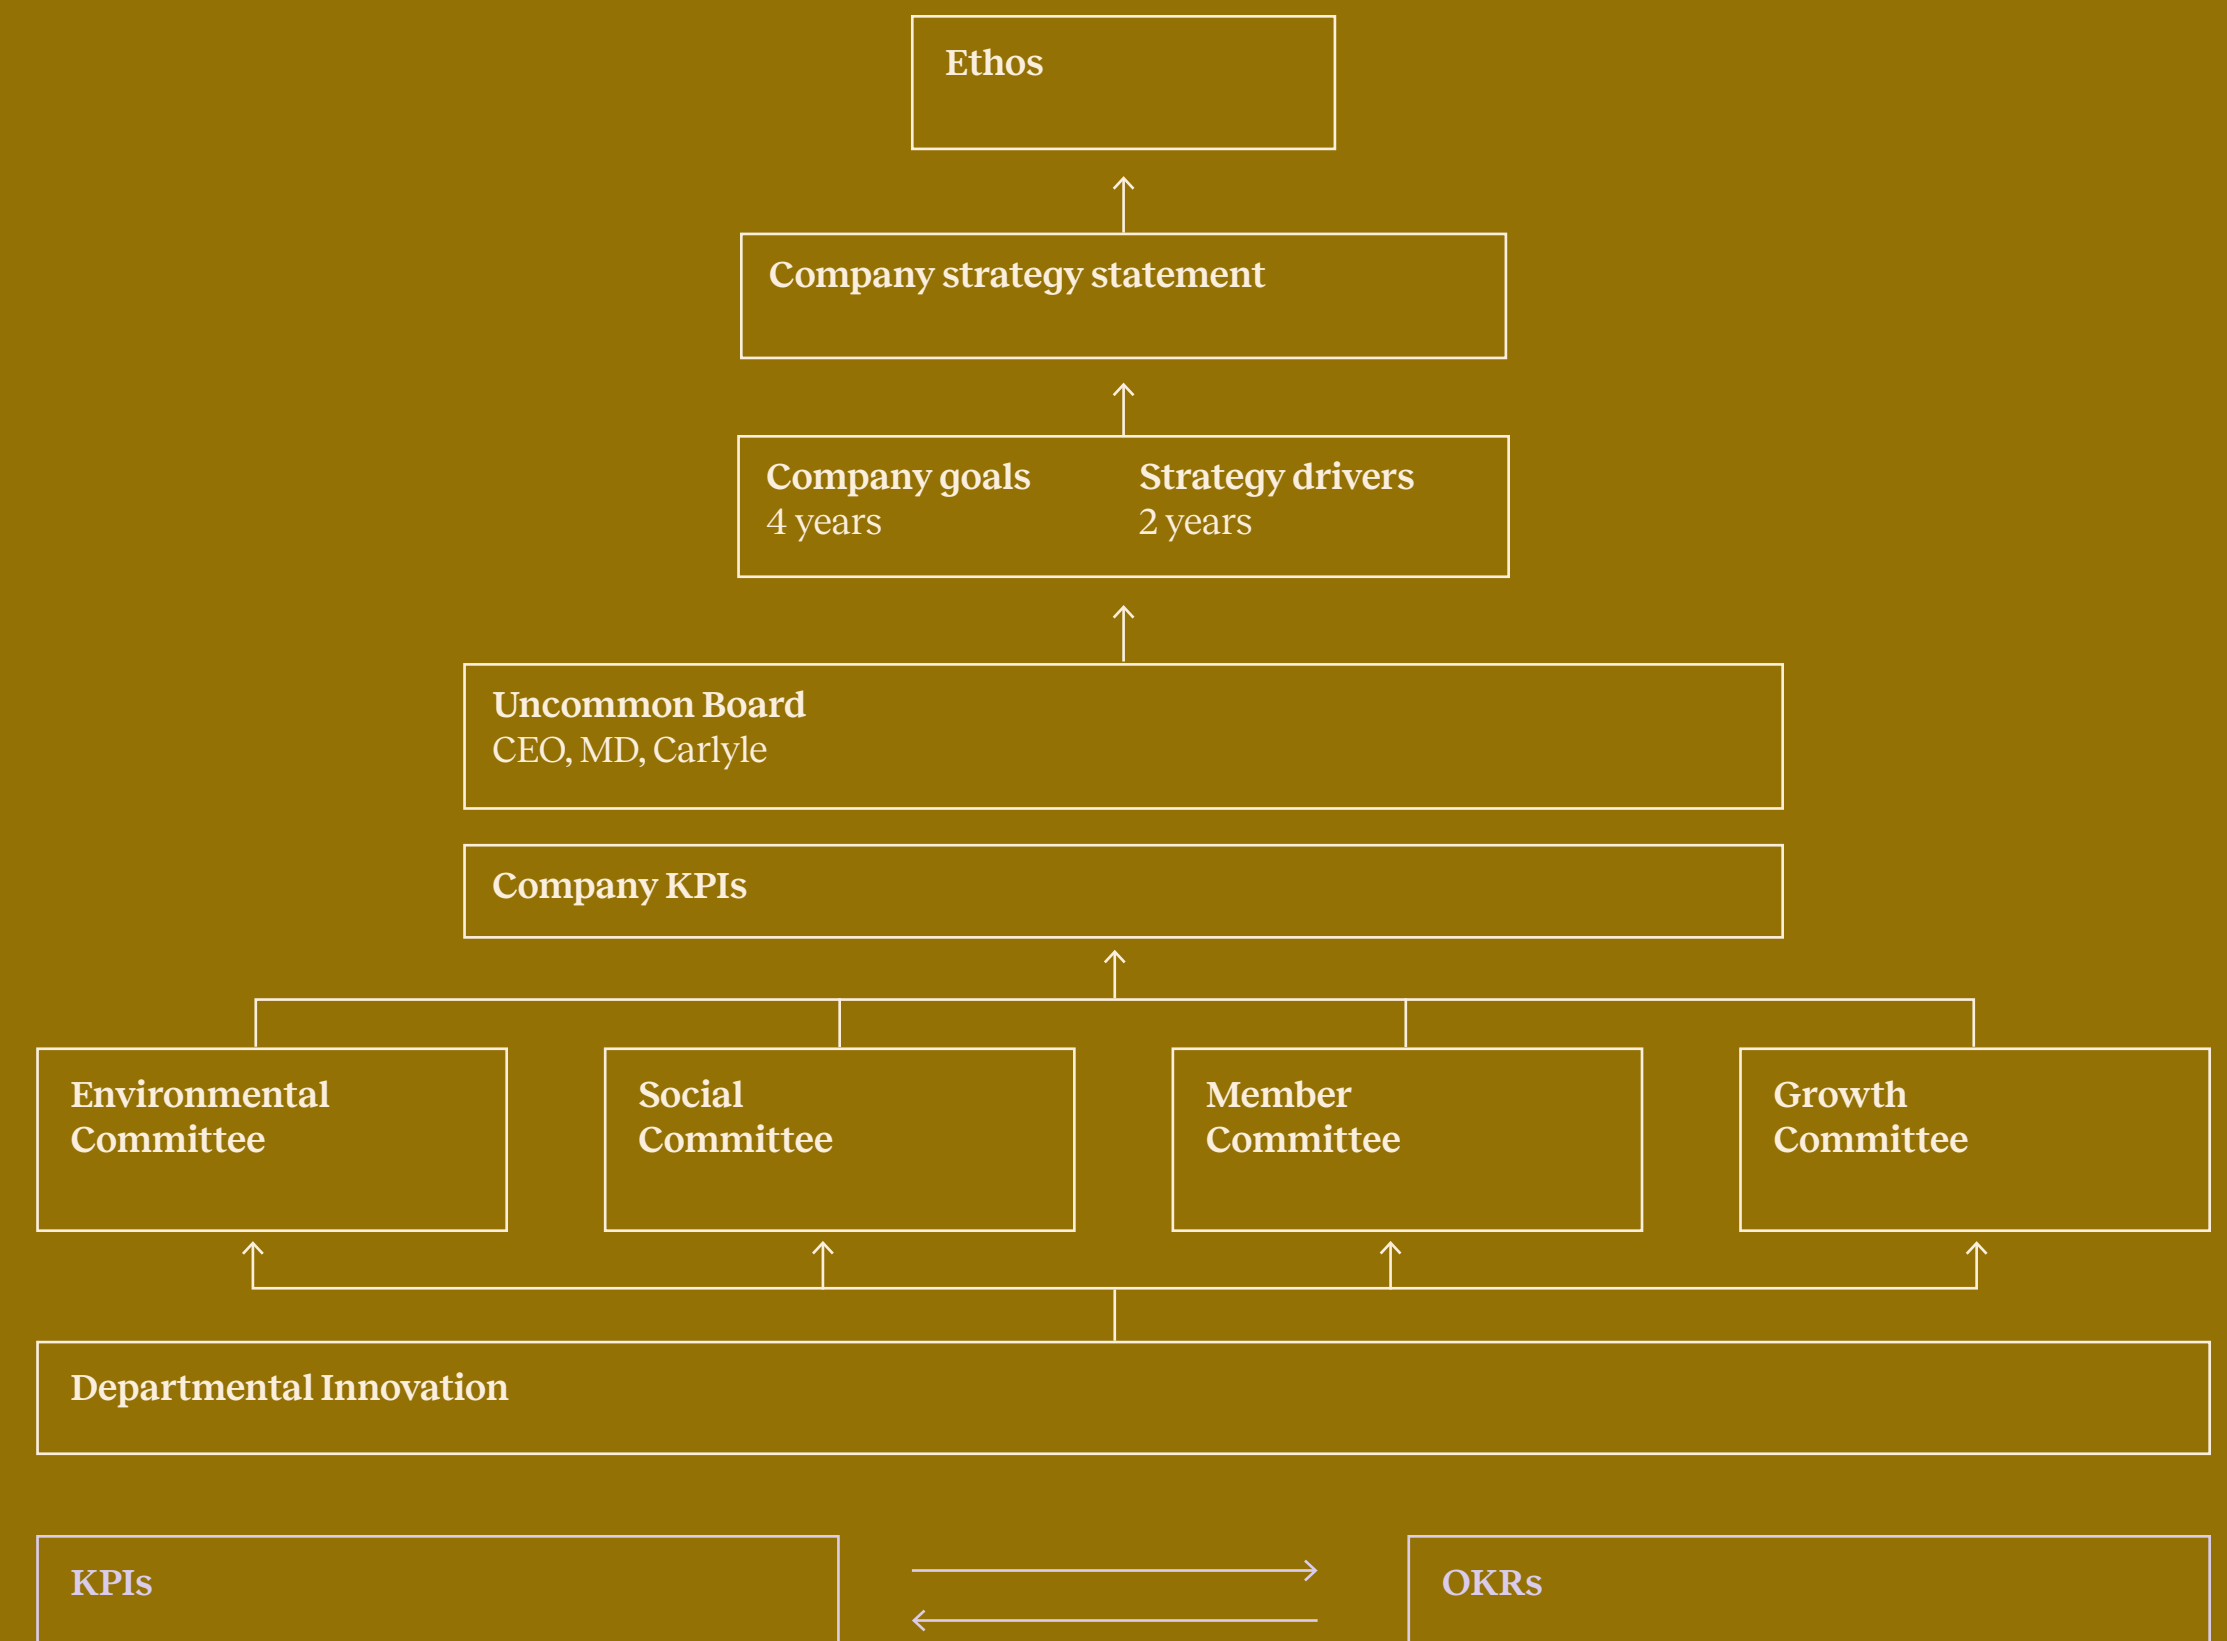 Ethos
Company strategy statement
Company goals
4 years
Strategy drivers
2 years
Uncommon Board
CEO, MD, Carlyle
Company KPIs
Environmental
Committee
Social
Committee
Member
Committee
Growth
Committee
Departmental Innovation
KPIs
OKRs